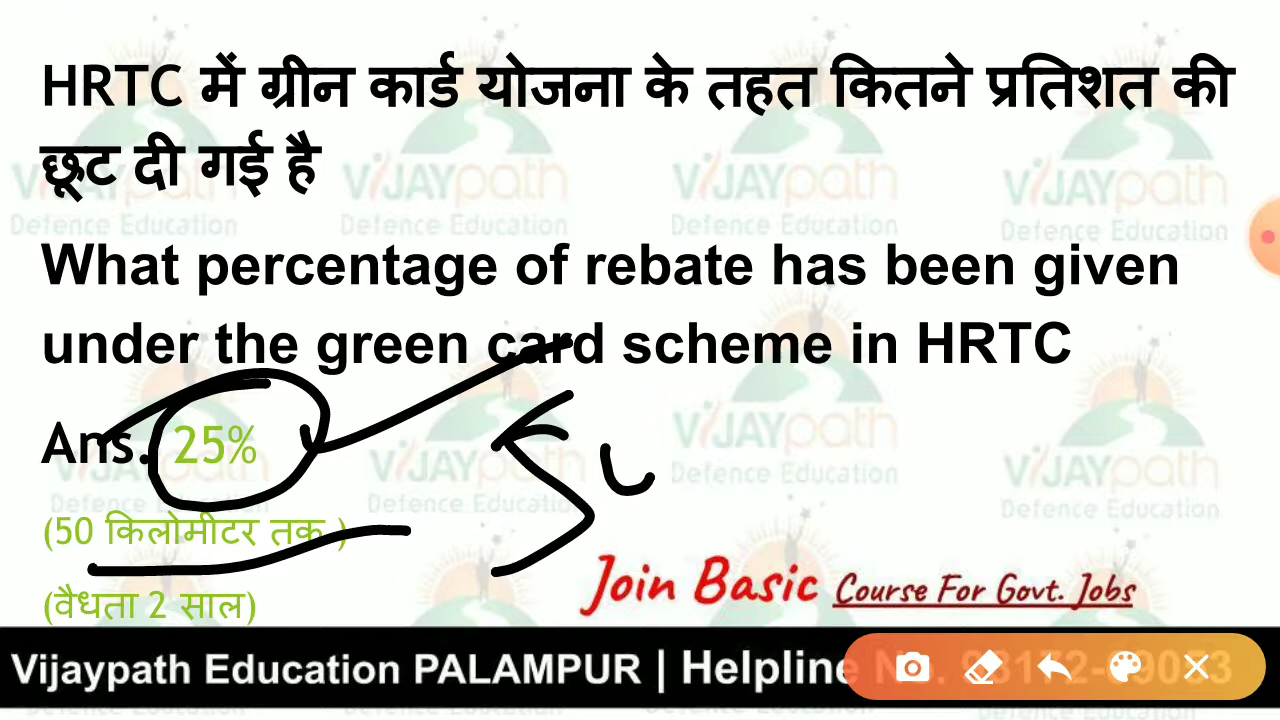 HRTC में ग्रीन कार्ड योजना के तहत कितने प्रतिशत की
छूट दी गई है
What percentage of rebate has been given
under the green card scheme in HRTC
Ans. 25%
(50 किलोमीटर तक )
(वैधता 2 साल)
Join Basic Course For Govt. Jobs
Vijaypath Education PALAMPUR | Helpline